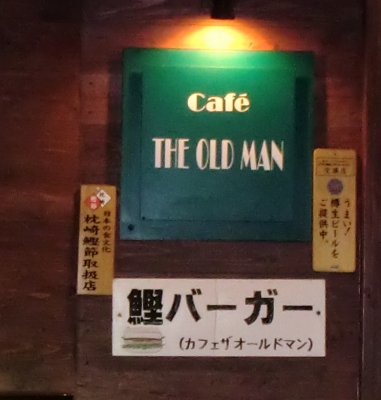 Café
THE OLD MAN
日本の食文化
枕崎鰹節取扱店
うまい!
樽生ビールを
ご提供中。
鰹バーガー
(カフェザオールドマン)